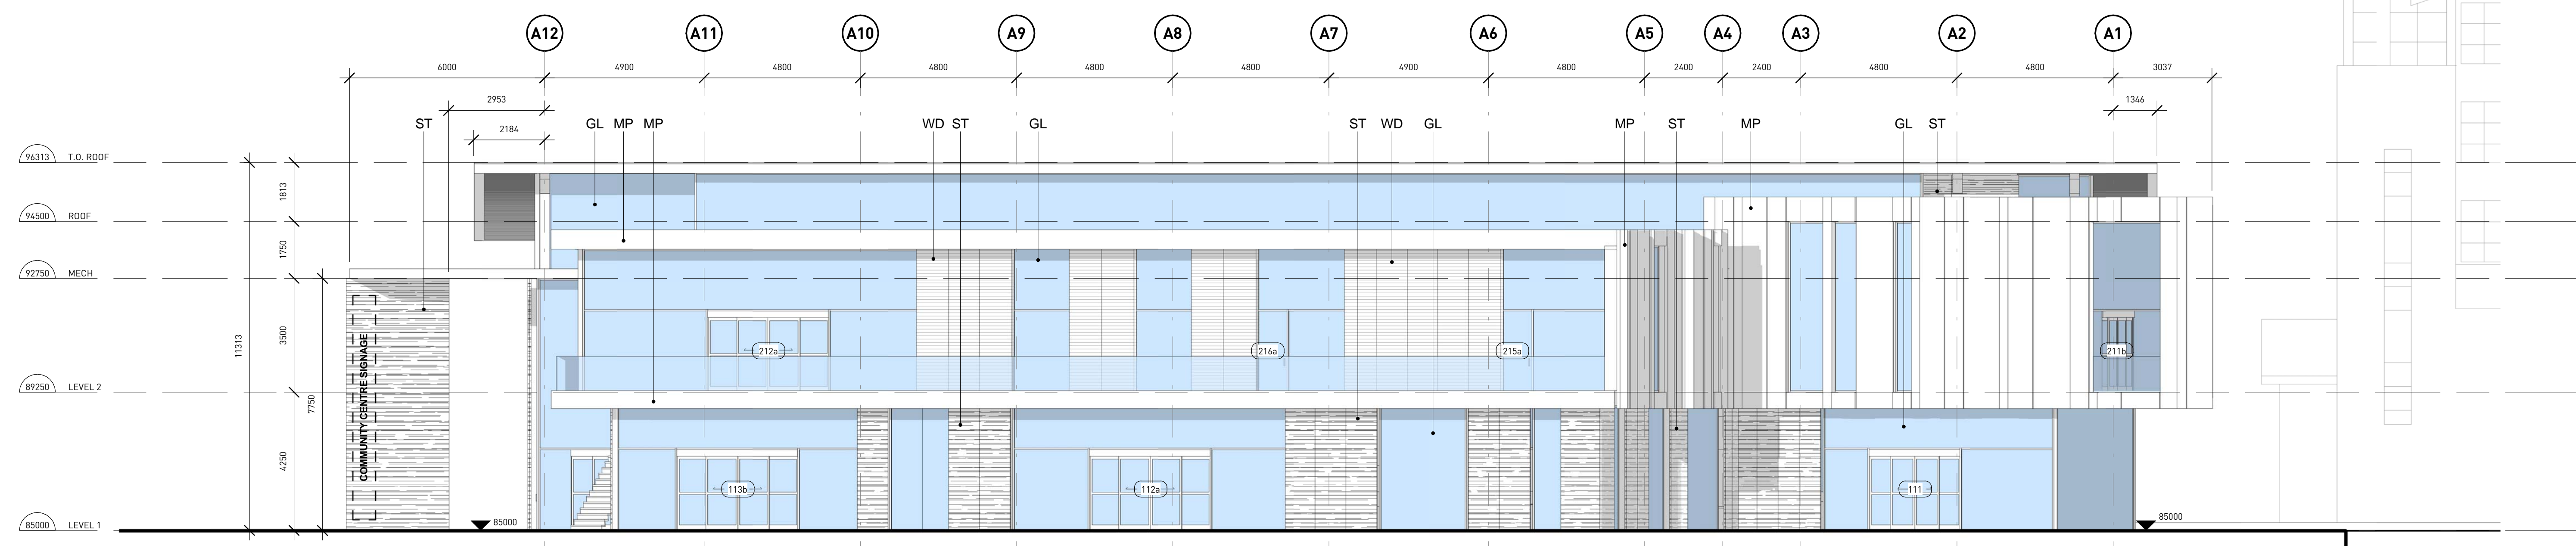 A12 A11 A10 A9 A8 A7 A6 A5 A4 A3 A2 A1
6000 4900 4800 4800 4800 4800 4900 4800 2400 2400 4800 4800 3037
2953 1346
ST GL MP MP WD ST GL ST WD GL MP ST MP GL ST
2184
96313 T.O. ROOF
1813
94500 ROOF
1750
92750 MECH
11313
3500
7750
COMMUNITY CENTRE SIGNAGE
212a 216a 215a 211b
89250 LEVEL 2
4250
113b 112a 111
85000 LEVEL 1
85000
85000